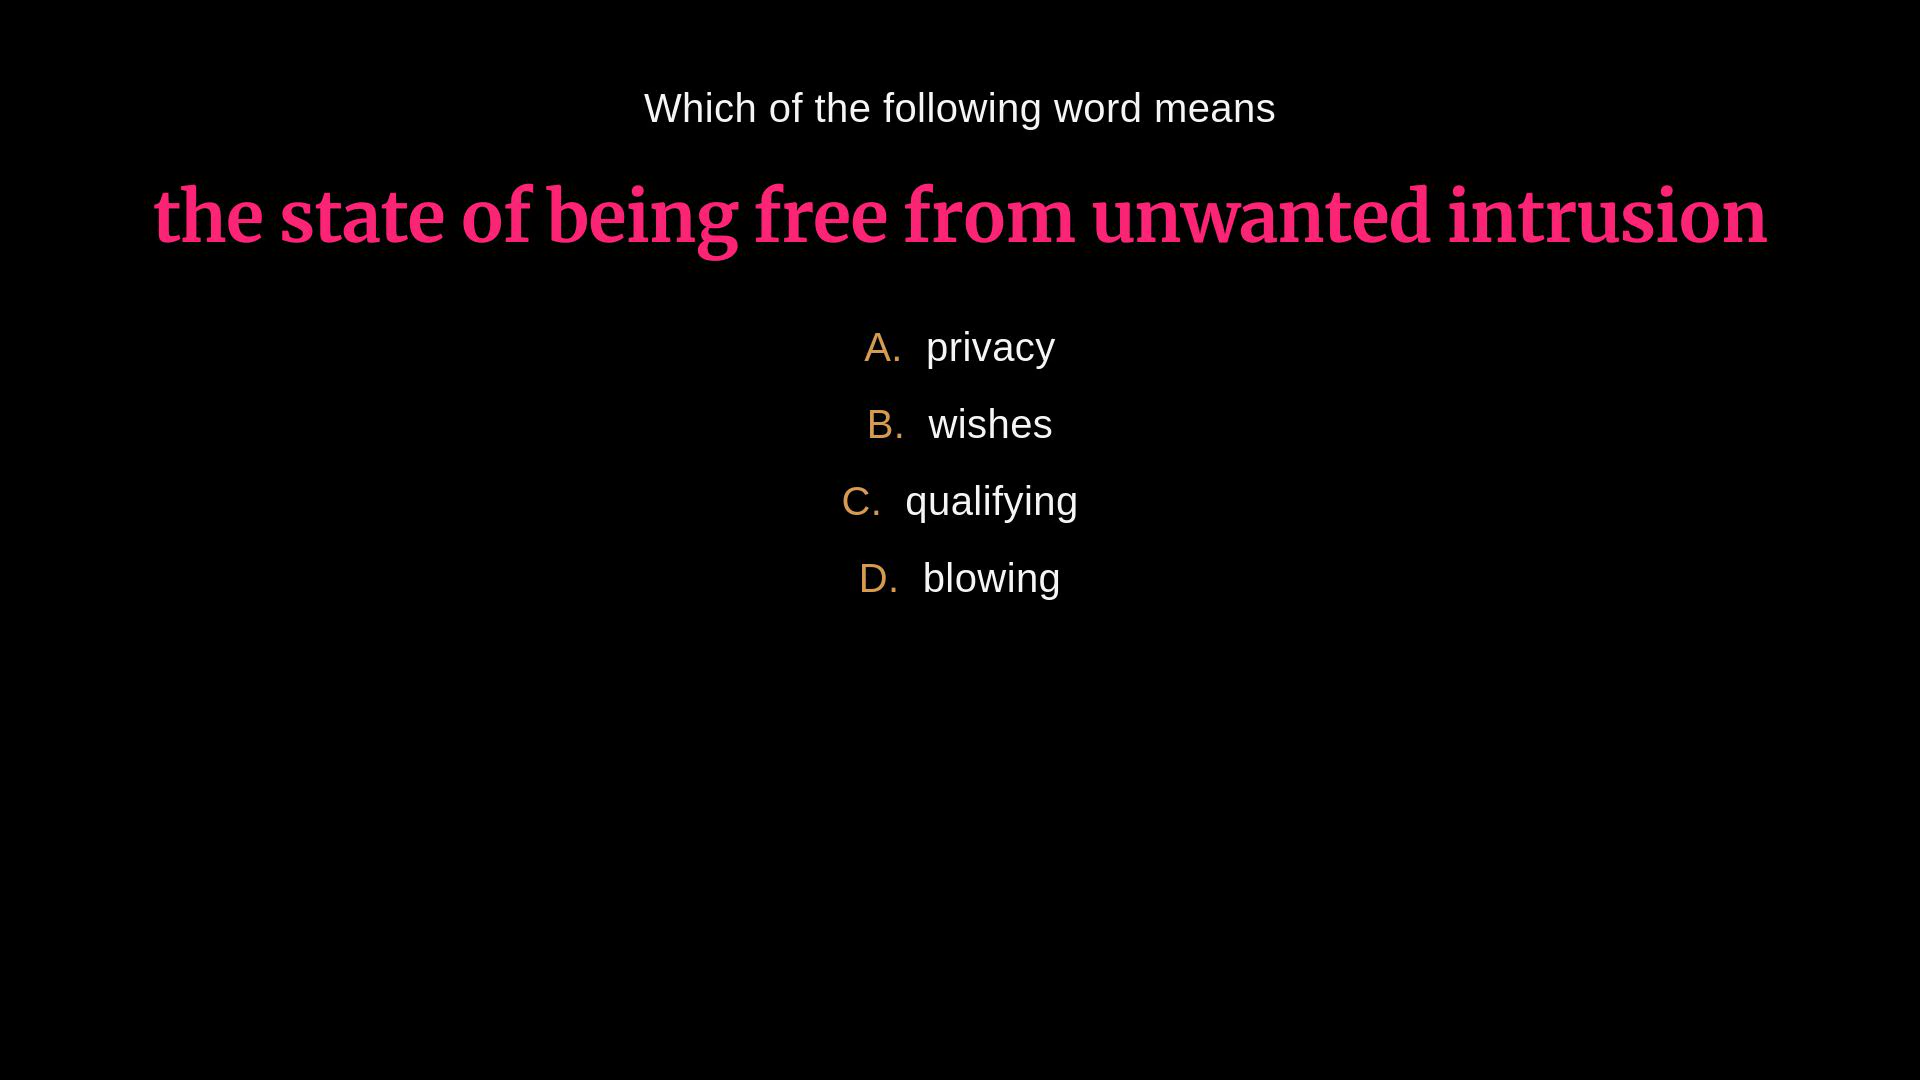 Which of the following word means
the state of being free from unwanted intrusion
A. privacy
B. wishes
C. qualifying
D. blowing